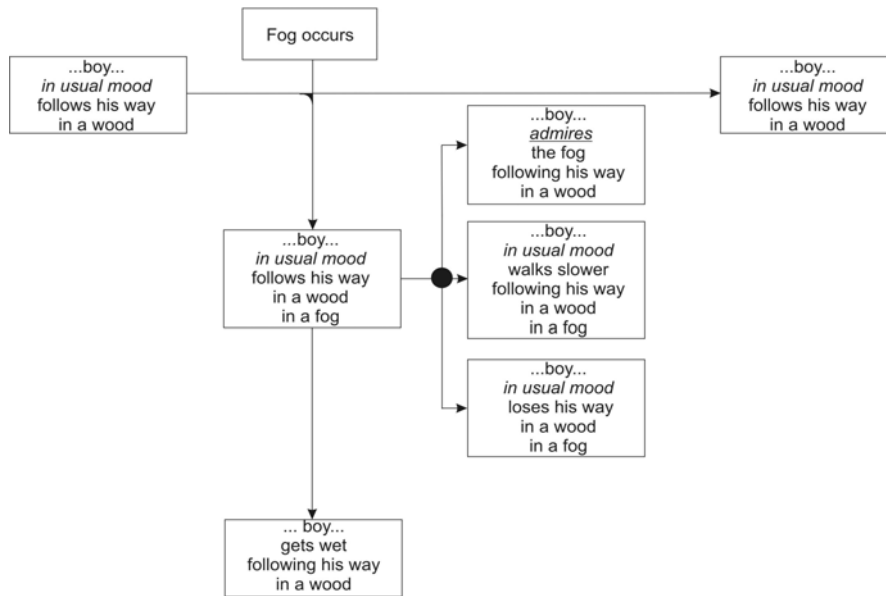 Fog occurs
...boy...
in usual mood
follows his way
in a wood
...boy...
in usual mood
follows his way
in a wood
...boy...
admires
the fog
following his way
in a wood
...boy...
in usual mood
follows his way
in a wood
in a fog
...boy...
in usual mood
walks slower
following his way
in a wood
in a fog
...boy...
in usual mood
loses his way
in a wood
in a fog
... boy...
gets wet
following his way
in a wood